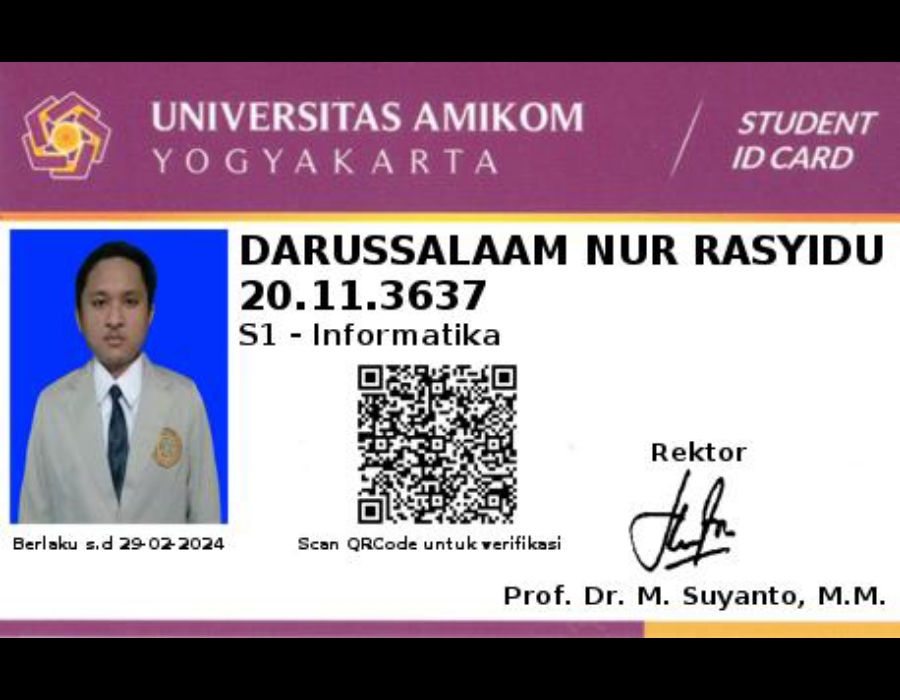 UNIVERSITAS AMIKOM
YOGYAKARTA
STUDENT
ID CARD
DARUSSALAAM NUR RASYIDU
20.11.3637
S1 - Informatika
Rektor
Berlaku s.d 29-02-2024
Scan QRCode untuk verifikasi
Prof. Dr. M. Suyanto, M.M.